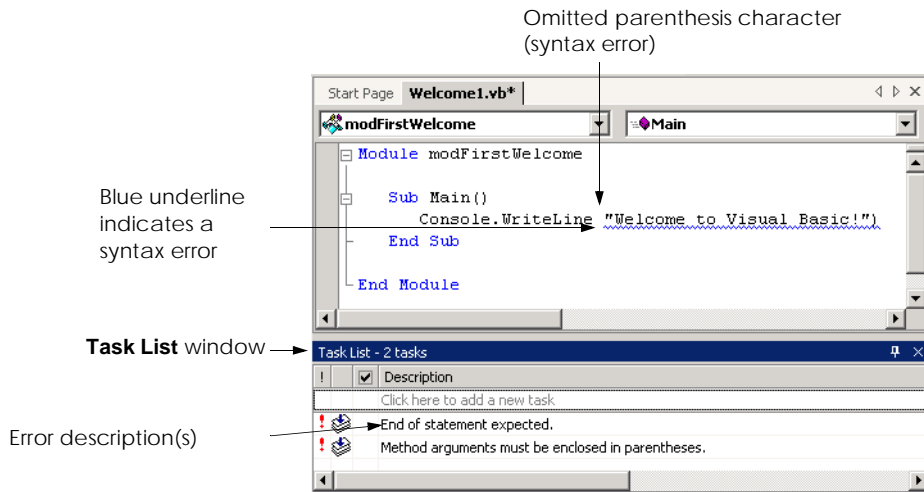 Omitted parenthesis character
(syntax error)
Start Page Welcome1.vb*
modFirstWelcome Main
Module modFirstWelcome
Sub Main()
Console.WriteLine "Welcome to Visual Basic!")
End Sub
End Module
Blue underline
indicates a
syntax error
Task List window
Task List - 2 tasks
! Description
Click here to add a new task
Error description(s)
! End of statement expected.
! Method arguments must be enclosed in parentheses.